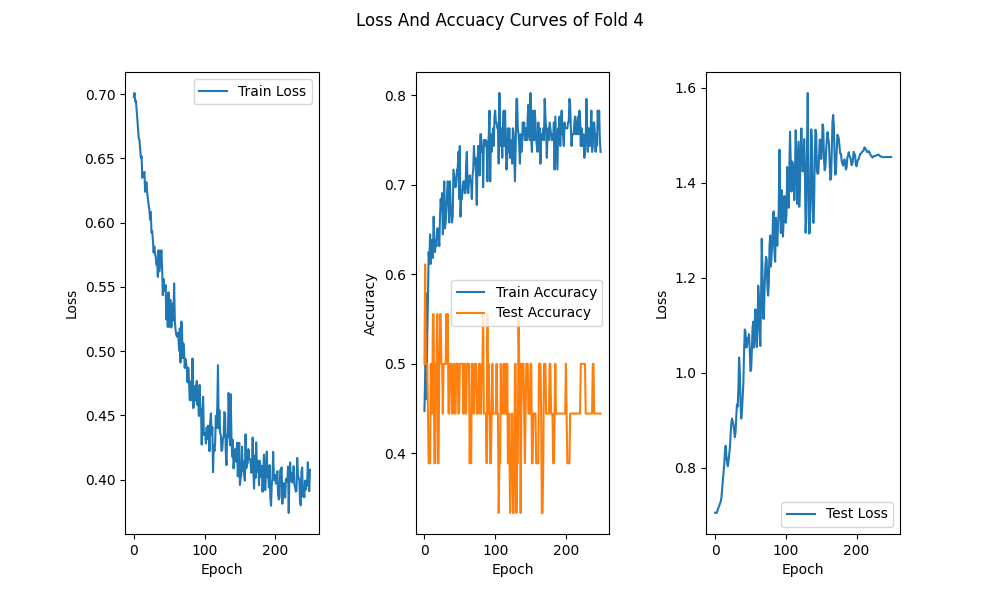 Loss And Accuacy Curves of Fold 4
Loss
0.70
0.65
0.60
0.55
0.50
0.45
0.40
Train Loss
0
100
200
Epoch
Accuracy
0.8
0.7
0.6
0.5
0.4
Train Accuracy
Test Accuracy
0
100
200
Epoch
Loss
1.6
1.4
1.2
1.0
0.8
Test Loss
0
100
200
Epoch